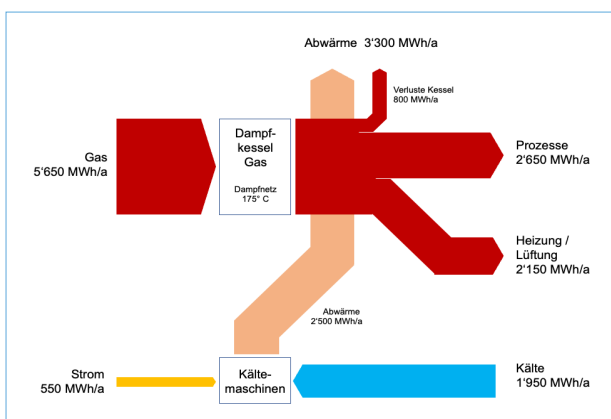 Abwärme 3‘300 MWh/a
Verluste Kessel
800 MWh/a
Gas
5‘650 MWh/a
Dampf-
kessel
Gas
Dampfnetz
175° C
Prozesse
2‘650 MWh/a
Heizung /
Lüftung
2‘150 MWh/a
Abwärme
2‘500 MWh/a
Strom
550 MWh/a
Kälte-
maschinen
Kälte
1‘950 MWh/a